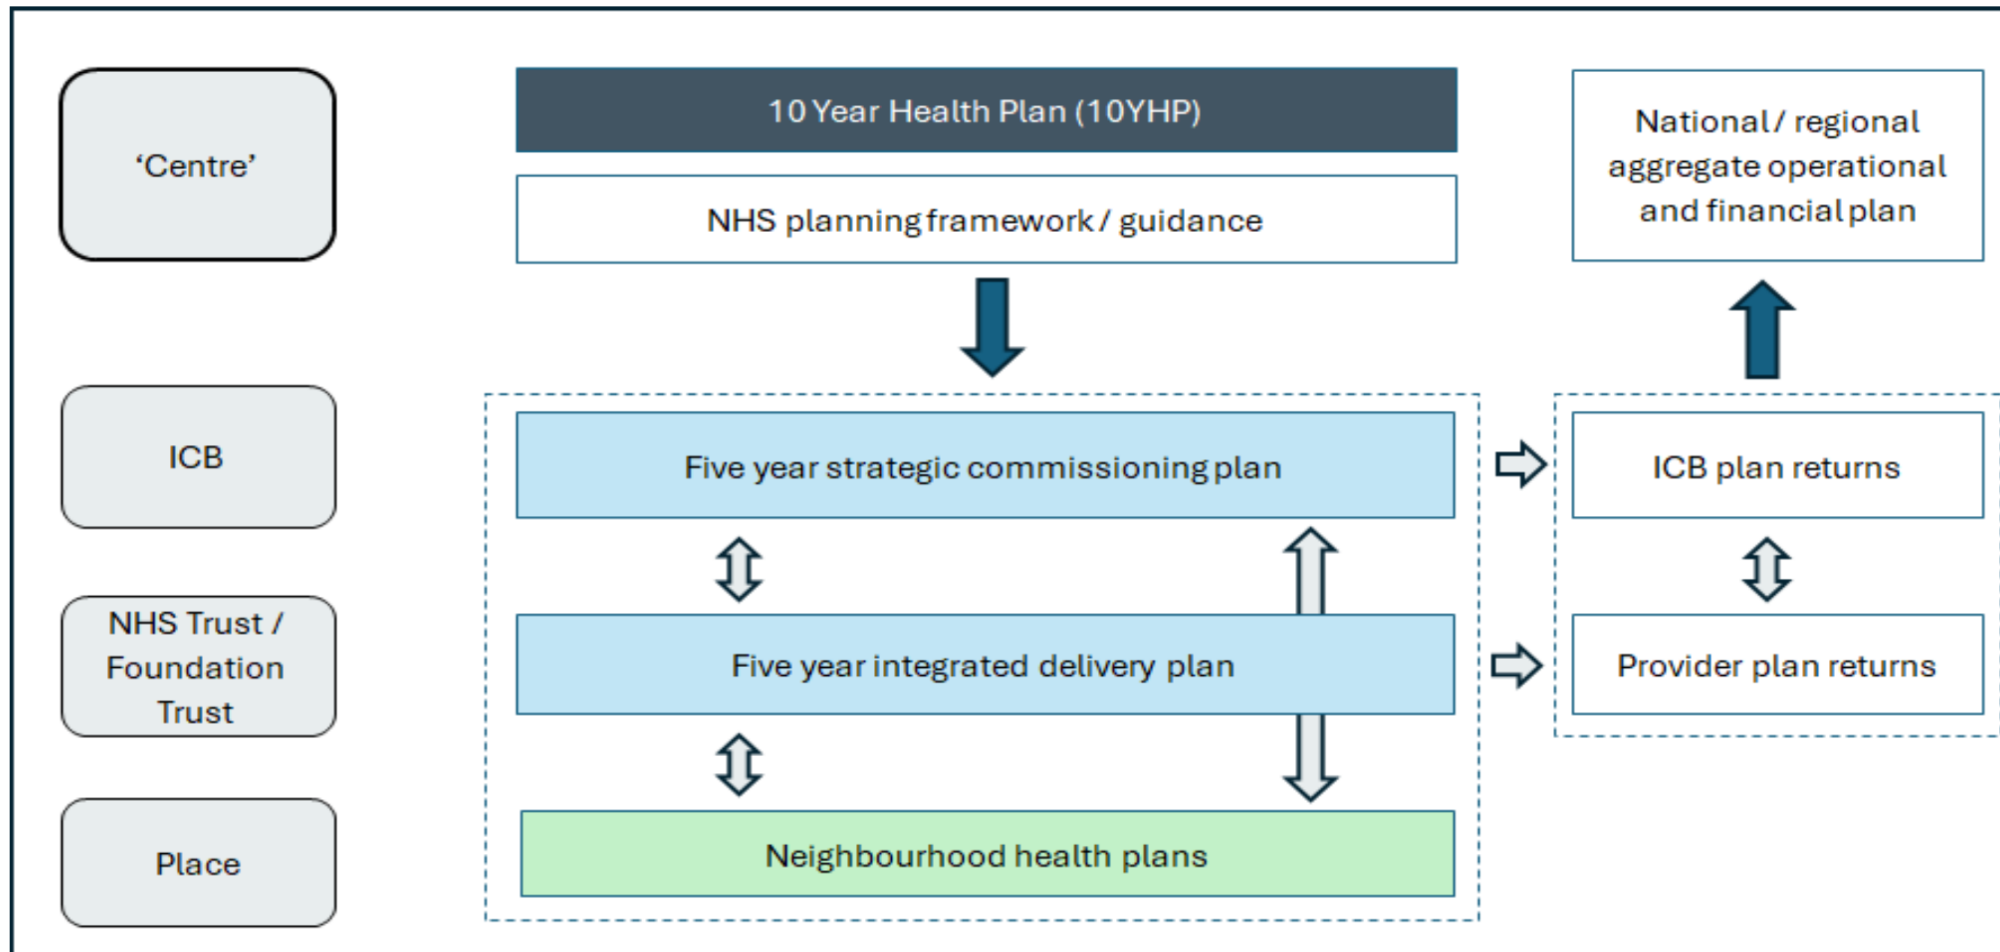 ‘Centre’
10 Year Health Plan (10YHP)
NHS planning framework / guidance
National / regional
aggregate operational
and financial plan
ICB
Five year strategic commissioning plan
ICB plan returns
NHS Trust /
Foundation
Trust
Five year integrated delivery plan
Provider plan returns
Place
Neighbourhood health plans